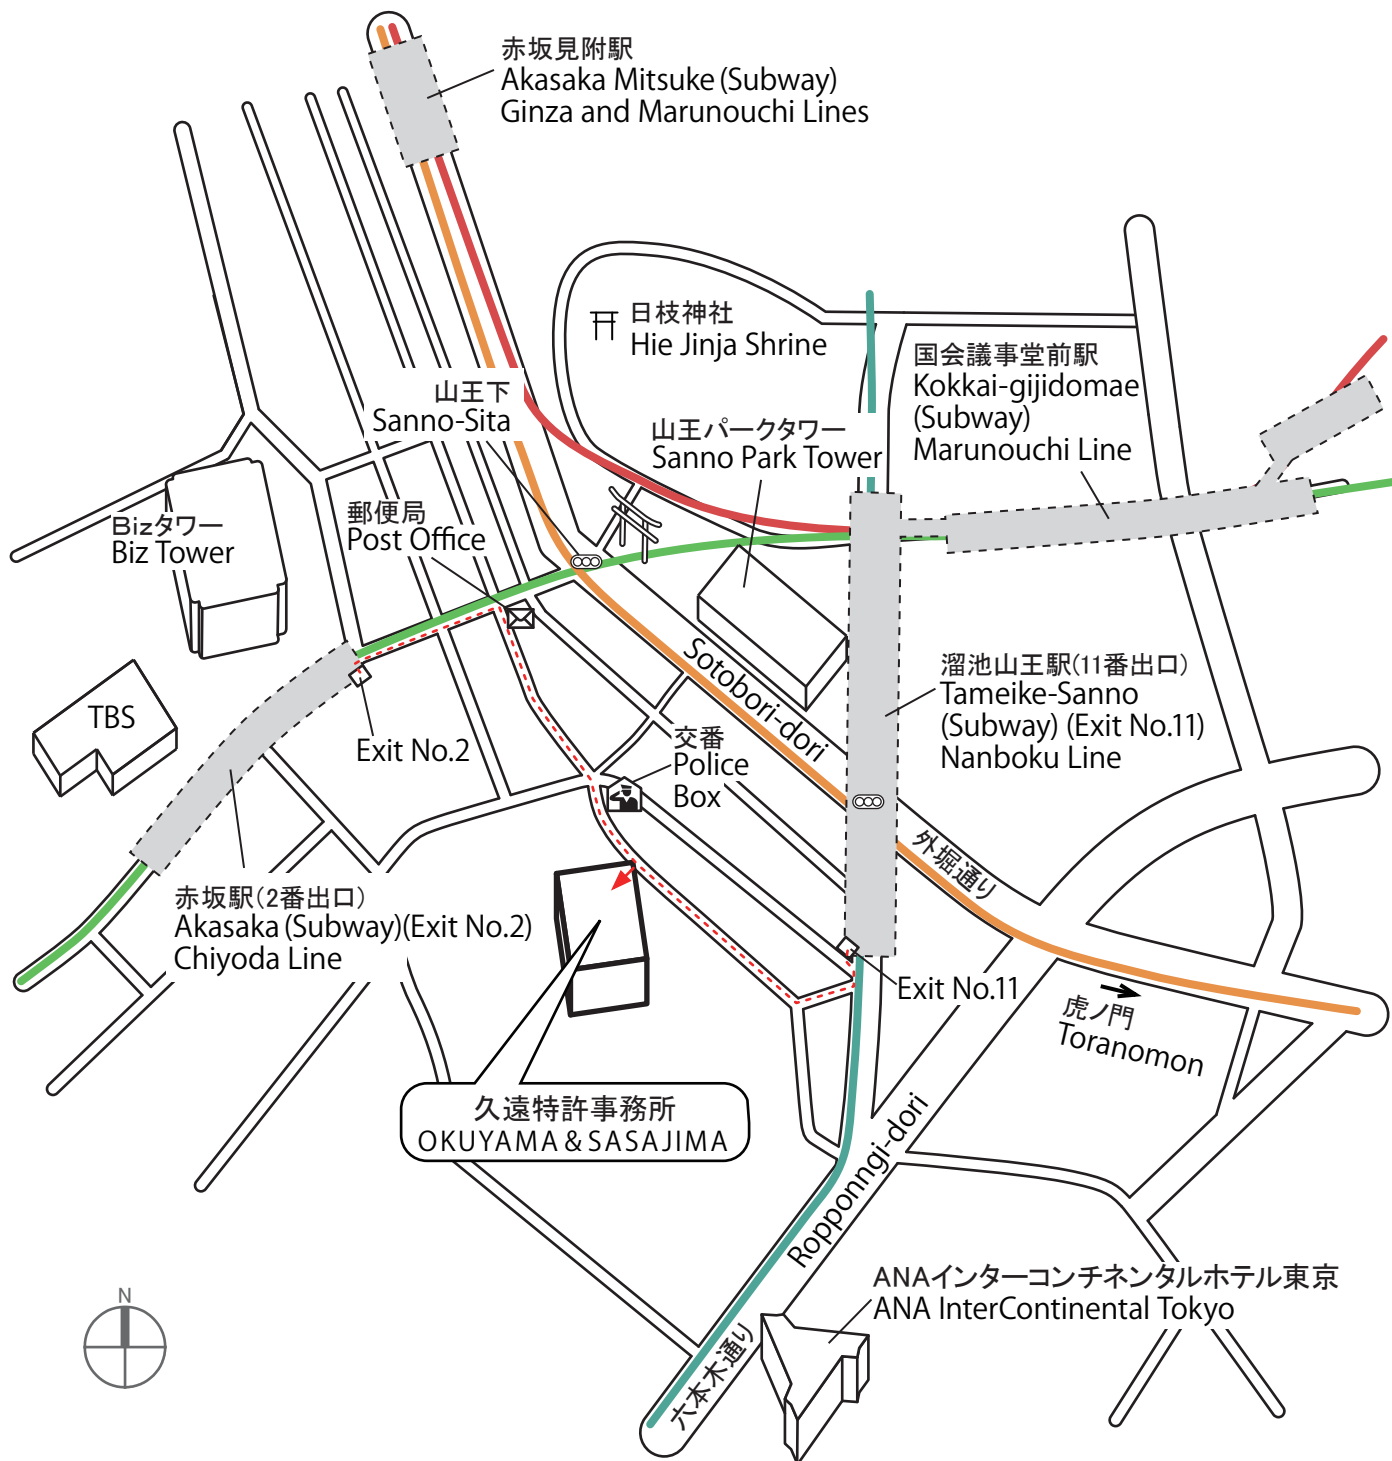 赤坂見附駅
Akasaka Mitsuke (Subway)
Ginza and Marunouchi Lines
日枝神社
Hie Jinja Shrine
国会議事堂前駅
Kokkai-gijidomae
(Subway)
Marunouchi Line
山王下
Sanno-Sita
山王パークタワー
Sanno Park Tower
郵便局
Post Office
Bizタワー
Biz Tower
TBS
Exit No.2
Sotobori-dori
交番
Police
Box
溜池山王駅(11番出口)
Tameike-Sanno
(Subway) (Exit No.11)
Nanboku Line
外堀通り
赤坂駅(2番出口)
Akasaka (Subway)(Exit No.2)
Chiyoda Line
Exit No.11
虎ノ門
Toranomon
久遠特許事務所
OKUYAMA & SASAJIMA
Ropponngi-dori
六本木通り
ANAインターコンチネンタルホテル東京
ANA InterContinental Tokyo
N